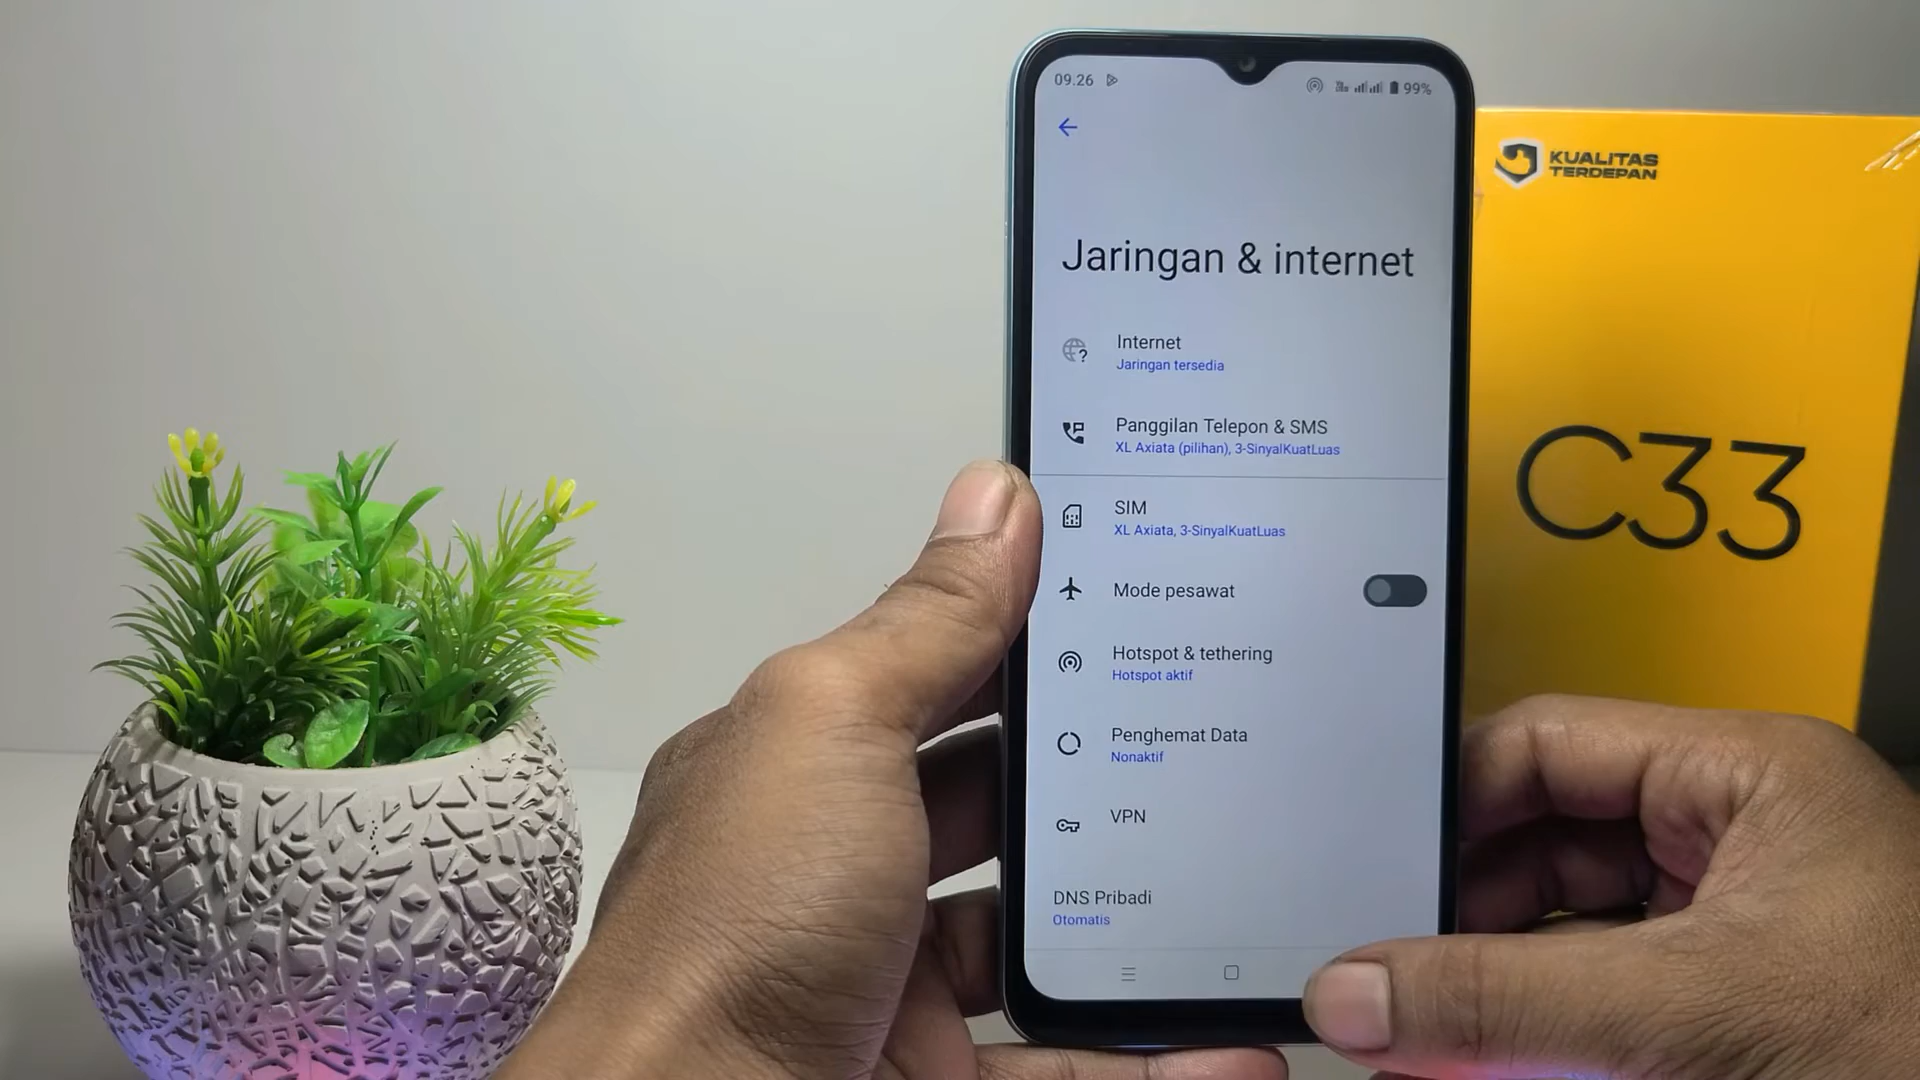 09.26
99%
Jaringan & internet
Internet
Jaringan tersedia
Panggilan Telepon & SMS
XL Axiata (pilihan), 3-SinyalKuatLuas
SIM
XL Axiata, 3-SinyalKuatLuas
Mode pesawat
Hotspot & tethering
Hotspot aktif
Penghemat Data
Nonaktif
VPN
DNS Pribadi
Otomatis
KUALITAS
TERDEPAN
C33